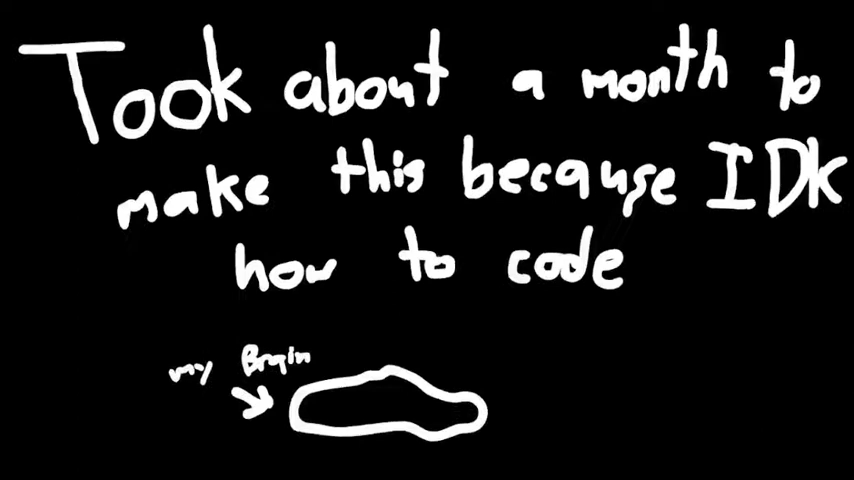 Took about a month to
make this because IDK
how to code
my Brain